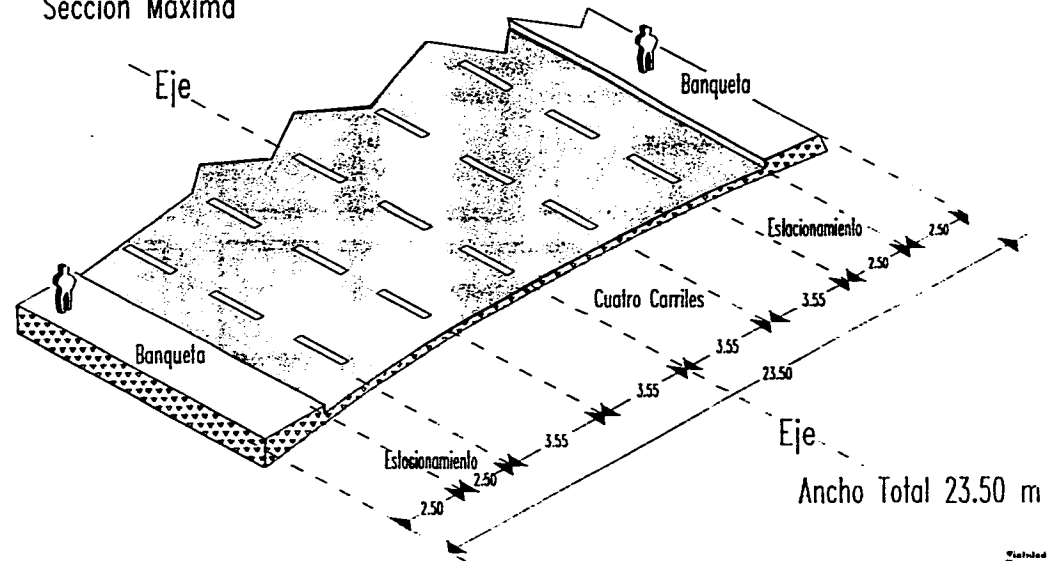 Sección Máxima
Eje
Banqueta
Estacionamiento
2.50
2.50
Cuatro Carriles
3.55
3.55
23.50
3.55
Banqueta
3.55
Eje
Estacionamiento
2.50
2.50
Ancho Total 23.50 m
Vialidad